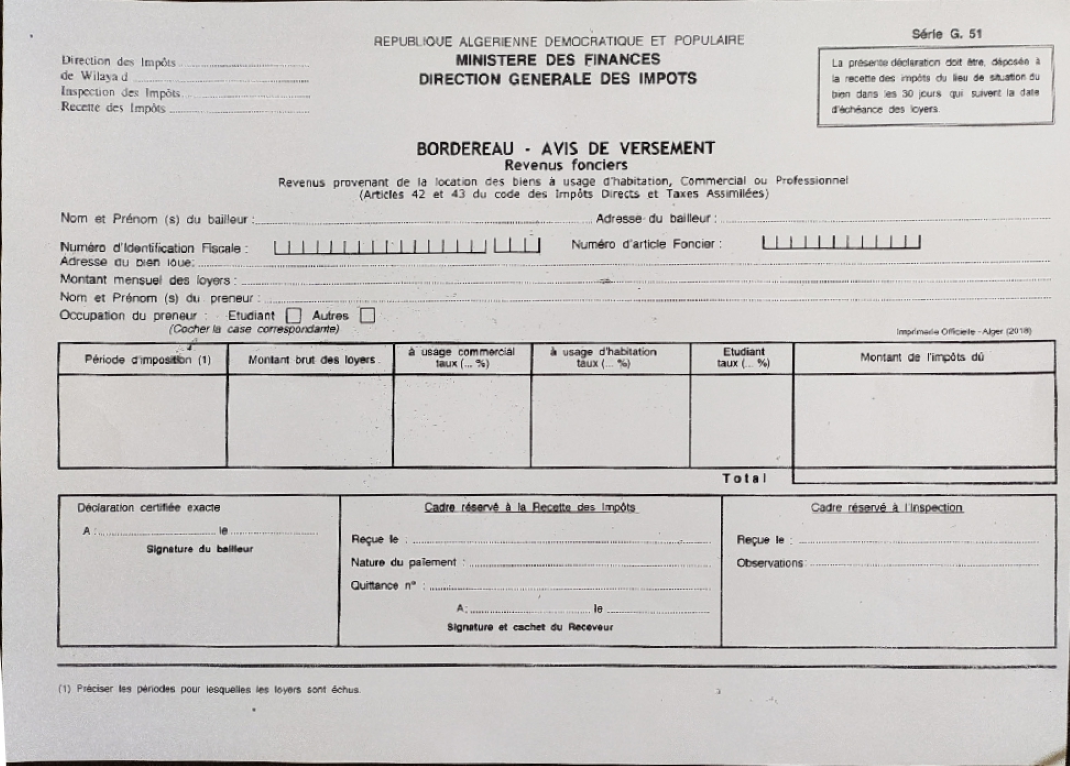 REPUBLIQUE ALGERIENNE DEMOCRATIQUE ET POPULAIRE
MINISTERE DES FINANCES
DIRECTION GENERALE DES IMPOTS
Direction des Impôts
de Wilaya d
Inspection des Impôts
Recette des Impôts
Série G. 51
La présente déclaration doit être, déposée à
la recette des impôts du lieu de situation du
bien dans les 30 jours qui suivent la date
d'échéance des loyers.
BORDEREAU - AVIS DE VERSEMENT
Revenus fonciers
Revenus provenant de la location des biens à usage d'habitation, Commercial ou Professionnel
(Articles 42 et 43 du code des Impôts Directs et Taxes Assimilées)
Nom et Prénom (s) du bailleur : Adresse du bailleur :
Numéro d'Identification Fiscale : Numéro d'article Foncier :
Adresse du bien loué:
Montant mensuel des loyers :
Nom et Prénom (s) du preneur :
Occupation du preneur : Etudiant Autres
(Cocher la case correspondante)
Imprimerie Officielle - Alger (2018)
Période d'imposition (1)
Montant brut des loyers
à usage commercial
taux (... %)
à usage d'habitation
taux (... %)
Etudiant
taux (... %)
Montant de l'impôts dû
Total
Déclaration certifiée exacte
A : le
Signature du bailleur
Cadre réservé à la Recette des Impôts
Reçue le :
Nature du paiement :
Quittance n° :
A: le
Signature et cachet du Receveur
Cadre réservé à l'Inspection
Reçue le :
Observations:
(1) Préciser les périodes pour lesquelles les loyers sont échus.